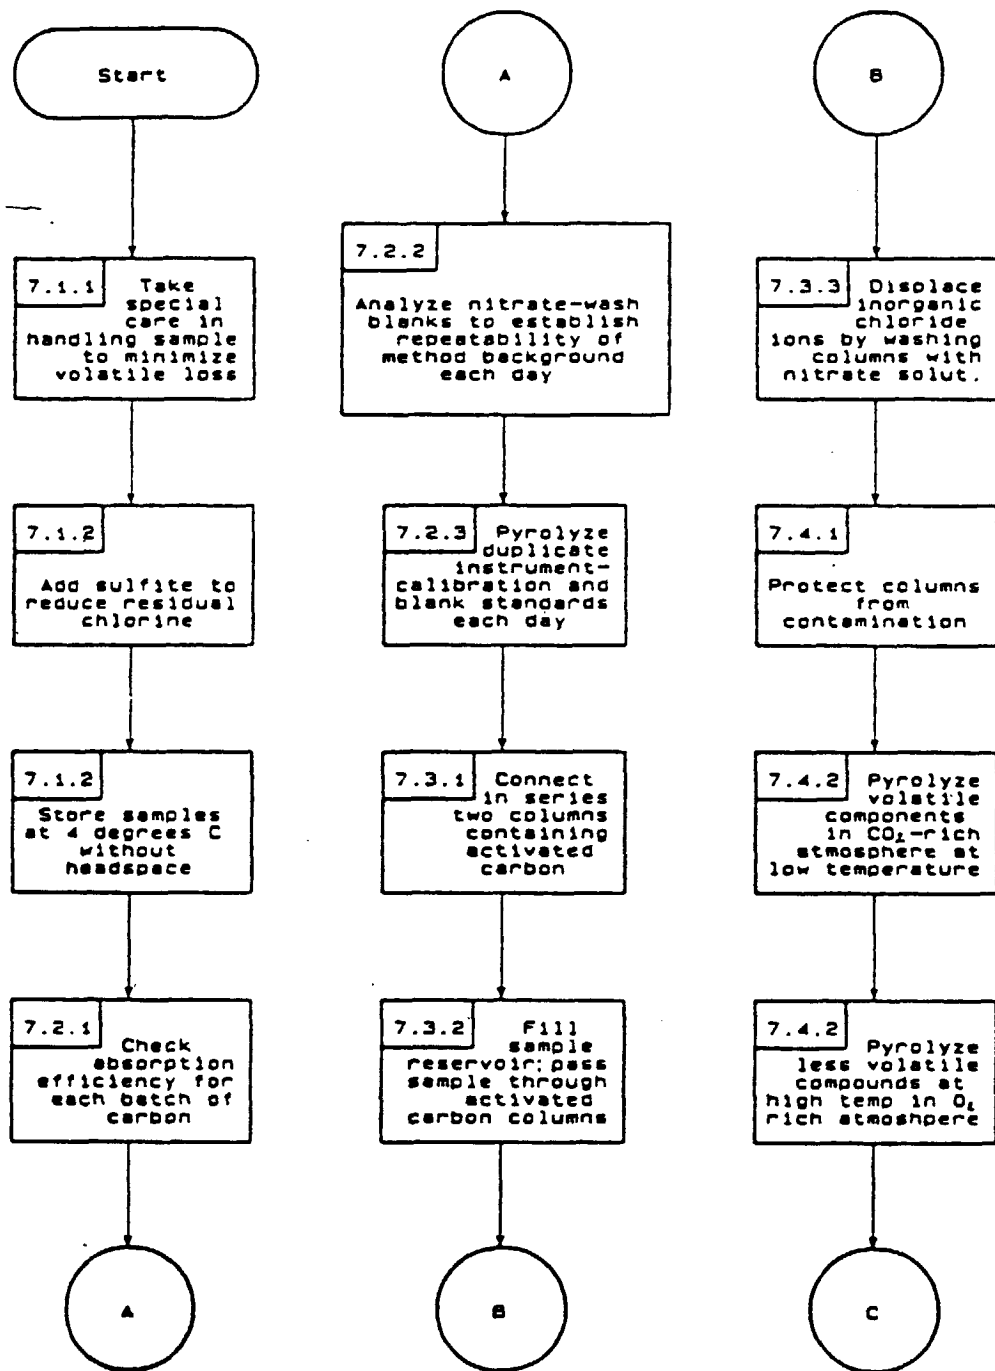 Start
7.1.1 Take
special
care in
handling sample
to minimize
volatile loss
7.1.2
Add sulfite to
reduce residual
chlorine
7.1.2
Store samples
at 4 degrees C
without
headspace
7.2.1
Check
absorption
efficiency for
each batch of
carbon
A
A
7.2.2
Analyze nitrate-wash
blanks to establish
repeatability of
method background
each day
7.2.3 Pyrolyze
duplicate
instrument-
calibration and
blank standards
each day
7.3.1 Connect
in series
two columns
containing
activated
carbon
7.3.2 Fill
sample
reservoir; pass
sample through
activated
carbon columns
B
B
7.3.3 Displace
inorganic
chloride
ions by washing
columns with
nitrate solut.
7.4.1
Protect columns
from
contamination
7.4.2 Pyrolyze
volatile
components
in CO₂-rich
atmosphere at
low temperature
7.4.2
Pyrolyze
less volatile
compounds at
high temp in O₂
rich atmoshpere
C